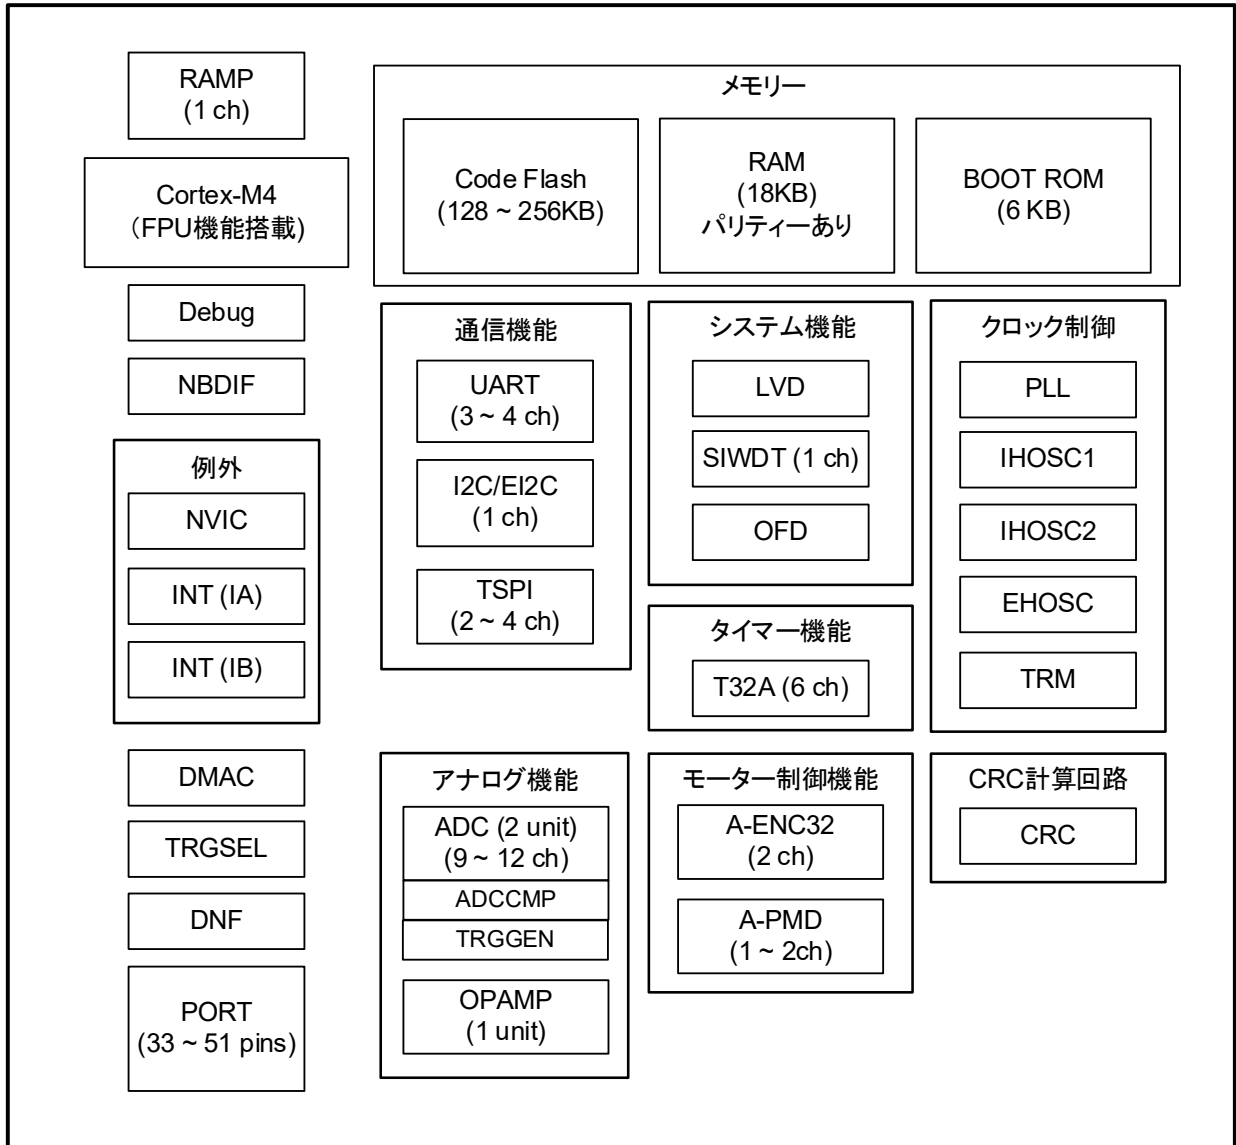 RAMP
(1 ch)
Cortex-M4
（FPU機能搭載)
Debug
NBDIF
例外
NVIC
INT (IA)
INT (IB)
DMAC
TRGSEL
DNF
PORT
(33 ~ 51 pins)
メモリー
Code Flash
(128 ~ 256KB)
RAM
(18KB)
パリティーあり
BOOT ROM
(6 KB)
通信機能
UART
(3 ~ 4 ch)
I2C/EI2C
(1 ch)
TSPI
(2 ~ 4 ch)
システム機能
LVD
SIWDT (1 ch)
OFD
タイマー機能
T32A (6 ch)
クロック制御
PLL
IHOSC1
IHOSC2
EHOSC
TRM
アナログ機能
ADC (2 unit)
(9 ~ 12 ch)
ADCCMP
TRGGEN
OPAMP
(1 unit)
モーター制御機能
A-ENC32
(2 ch)
A-PMD
(1 ~ 2ch)
CRC計算回路
CRC